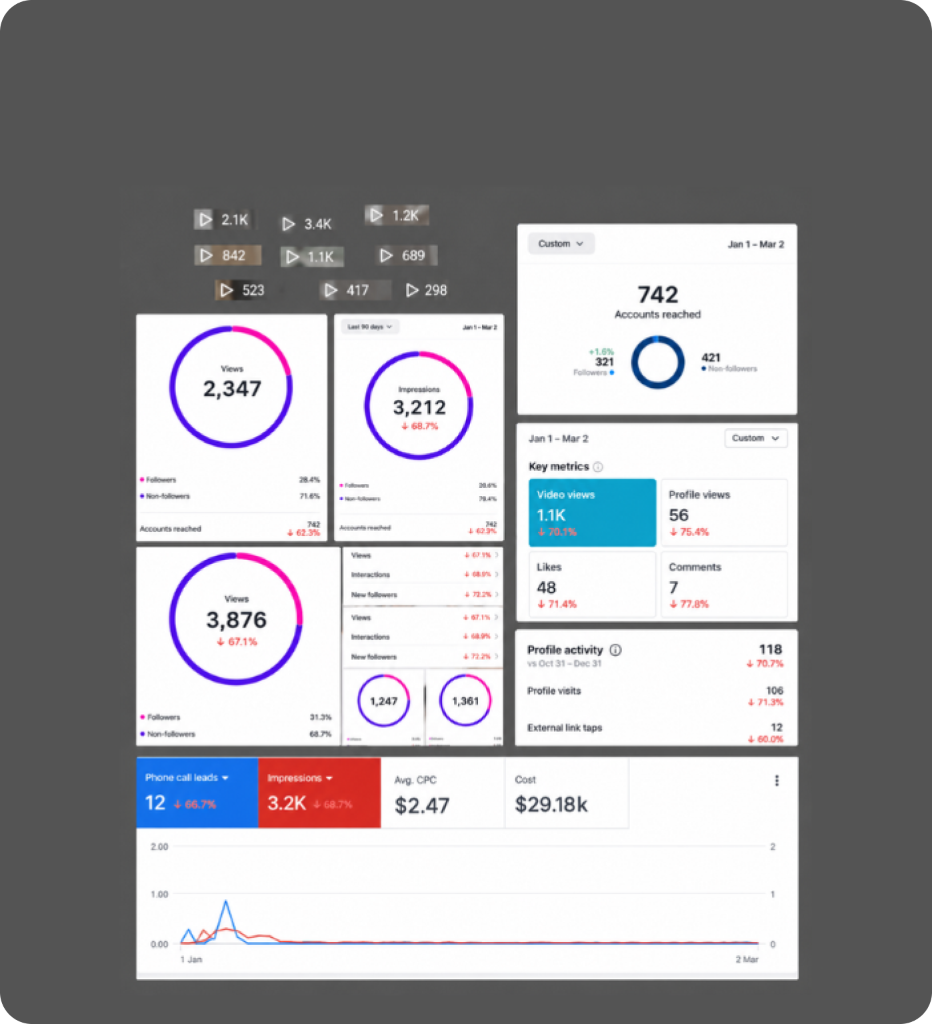 2.1K
3.4K
1.2K
842
1.1K
689
523
417
298
Custom
Jan 1 – Mar 2
742
Accounts reached
+1.6%
321
Followers
421
Non-followers
Views
2,347
Followers 28.4%
Non-followers 71.6%
Accounts reached 742
↓ 62.3%
Last 90 days
Jan 1 – Mar 2
Impressions
3,212
↓ 68.7%
Followers
Non-followers 79.4%
Accounts reached 742
↓ 62.3%
Jan 1 – Mar 2
Custom
Key metrics
Video views
1.1K
↓ 70.1%
Profile views
56
↓ 75.4%
Likes
48
↓ 71.4%
Comments
7
↓ 77.8%
Views
3,876
↓ 67.1%
Followers 31.3%
Non-followers 68.7%
Views ↓ 67.1%
Interactions ↓ 68.9%
New followers ↓ 72.2%
Views ↓ 67.1%
Interactions ↓ 68.9%
New followers ↓ 72.2%
1,247
1,361
Profile activity 118
vs Oct 31 – Dec 31 ↓ 70.7%
Profile visits 106
↓ 71.3%
External link taps 12
↓ 60.0%
Phone call leads
12 ↓ 66.7%
Impressions
3.2K ↓ 68.7%
Avg. CPC
$2.47
Cost
$29.18k
2.00 2
1.00 1
0.00 0
1 Jan 2 Mar